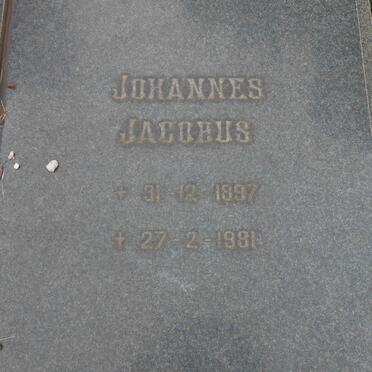 JOHANNES
JACOBUS
+ 31-12-1897
+ 27-2-1981